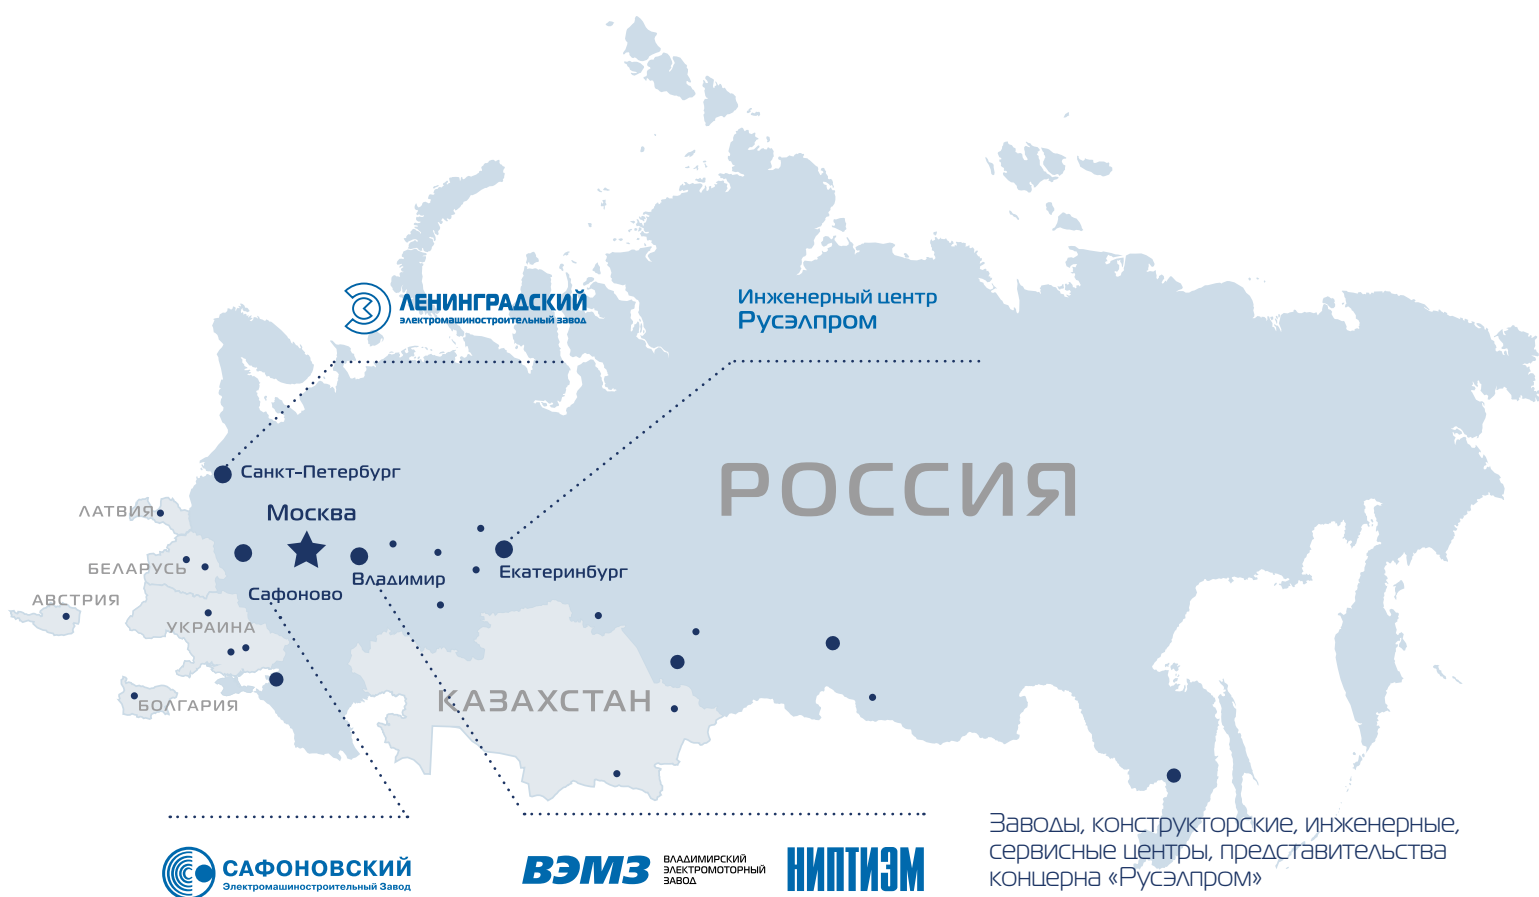 ЛЕНИНГРАДСКИЙ
электромашиностроительный завод
Инженерный центр
Русэлпром
РОССИЯ
Санкт-Петербург
ЛАТВИЯ
Москва
БЕЛАРУСЬ
Екатеринбург
Владимир
Сафоново
АВСТРИЯ
УКРАИНА
КАЗАХСТАН
БОЛГАРИЯ
САФОНОВСКИЙ
Электромашиностроительный Завод
ВЭМЗ
ВЛАДИМИРСКИЙ
ЭЛЕКТРОМОТОРНЫЙ
ЗАВОД
НИПТИЭМ
Заводы, конструкторские, инженерные,
сервисные центры, представительства
концерна «Русэлпром»